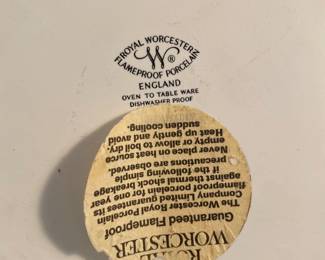 ROYAL WORCESTER
W®
FLAMEPROOF PORCELAIN
ENGLAND
OVEN TO TABLE WARE
DISHWASHER PROOF
ROYAL
WORCESTER
Guaranteed Flameproof
The Worcester Royal Porcelain
Company Limited guarantees its
flameproof porcelain for one year
against thermal shock breakage
if the following simple
precautions are observed.
Never place on heat source
empty or allow to boil dry.
Heat up gently and avoid
sudden cooling.